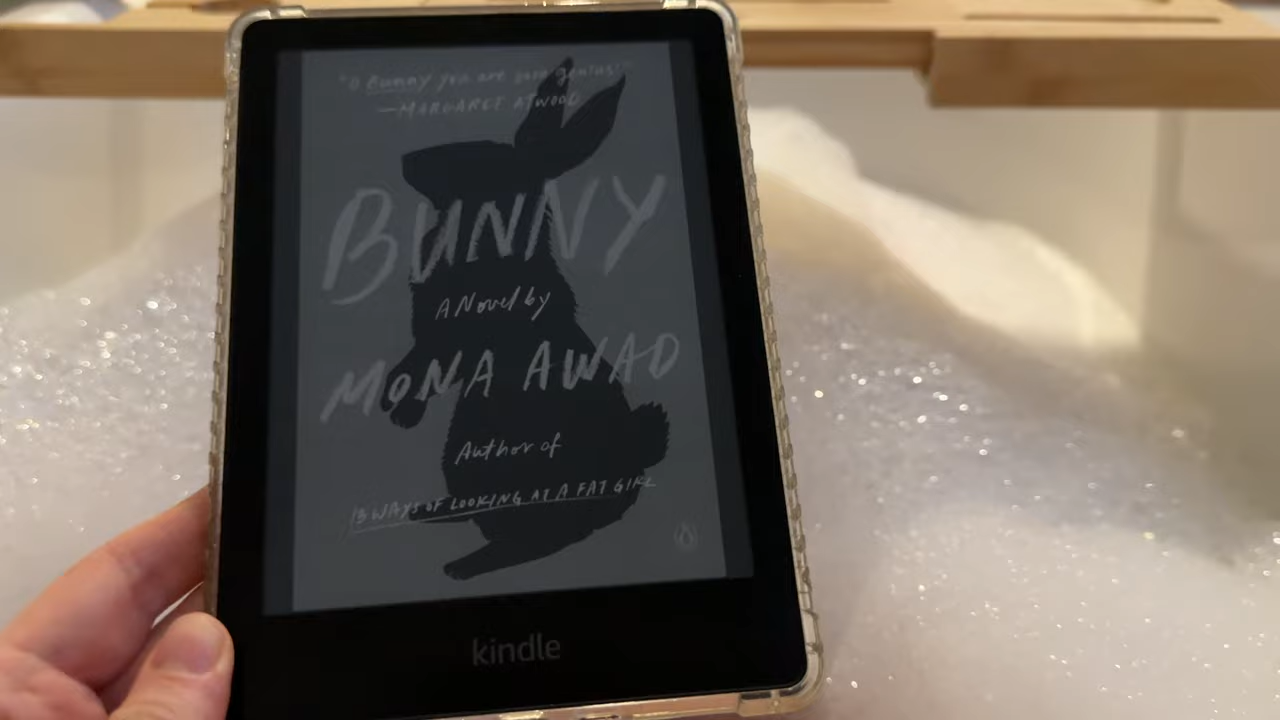 "O Bunny you are sooo genius."
—MARGARET ATWOOD
BUNNY
A Novel by
MONA AWAD
Author of
13 WAYS OF LOOKING AT A FAT GIRL
kindle